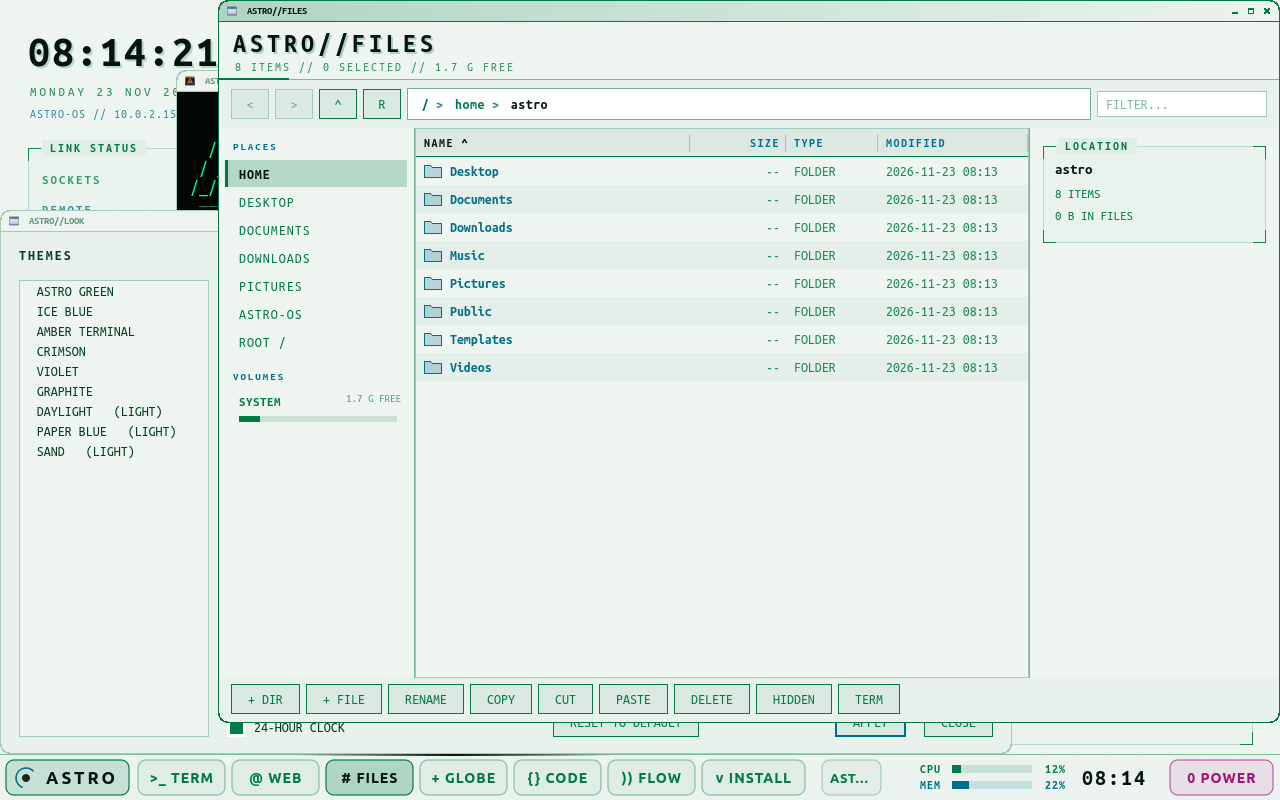 ASTRO//FILES
ASTRO//FILES
8 ITEMS // 0 SELECTED // 1.7 G FREE
08:14:21
MONDAY 23 NOV 20
ASTRO-OS // 10.0.2.15
AST
LINK STATUS
SOCKETS
REMOTE
< > ^ R
/ > home > astro
FILTER...
PLACES
HOME
DESKTOP
DOCUMENTS
DOWNLOADS
PICTURES
ASTRO-OS
ROOT /
VOLUMES
SYSTEM 1.7 G FREE
NAME ^ SIZE TYPE MODIFIED
Desktop -- FOLDER 2026-11-23 08:13
Documents -- FOLDER 2026-11-23 08:13
Downloads -- FOLDER 2026-11-23 08:13
Music -- FOLDER 2026-11-23 08:13
Pictures -- FOLDER 2026-11-23 08:13
Public -- FOLDER 2026-11-23 08:13
Templates -- FOLDER 2026-11-23 08:13
Videos -- FOLDER 2026-11-23 08:13
LOCATION
astro
8 ITEMS
0 B IN FILES
+ DIR + FILE RENAME COPY CUT PASTE DELETE HIDDEN TERM
ASTRO//LOOK
THEMES
ASTRO GREEN
ICE BLUE
AMBER TERMINAL
CRIMSON
VIOLET
GRAPHITE
DAYLIGHT (LIGHT)
PAPER BLUE (LIGHT)
SAND (LIGHT)
24-HOUR CLOCK RESET TO DEFAULT APPLY CLOSE
ASTRO >_ TERM @ WEB # FILES + GLOBE {} CODE )) FLOW v INSTALL AST...
CPU 12%
MEM 22%
08:14
0 POWER